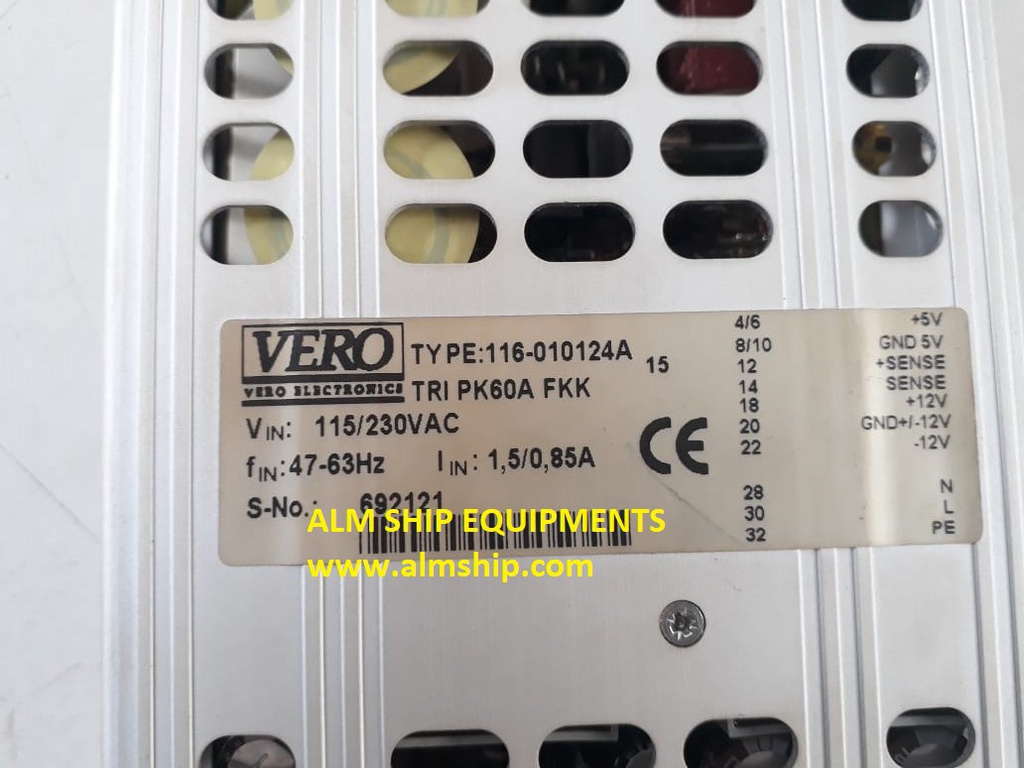 VERO
VERO ELECTRONICS
TYPE:116-010124A 15
TRI PK60A FKK
VIN: 115/230VAC
fIN:47-63Hz IIN: 1,5/0,85A
S-No.: 692121
CE
4/6 +5V
8/10 GND 5V
12 +SENSE
14 SENSE
18 +12V
20 GND+/-12V
22 -12V
28 N
30 L
32 PE
ALM SHIP EQUIPMENTS
www.almship.com